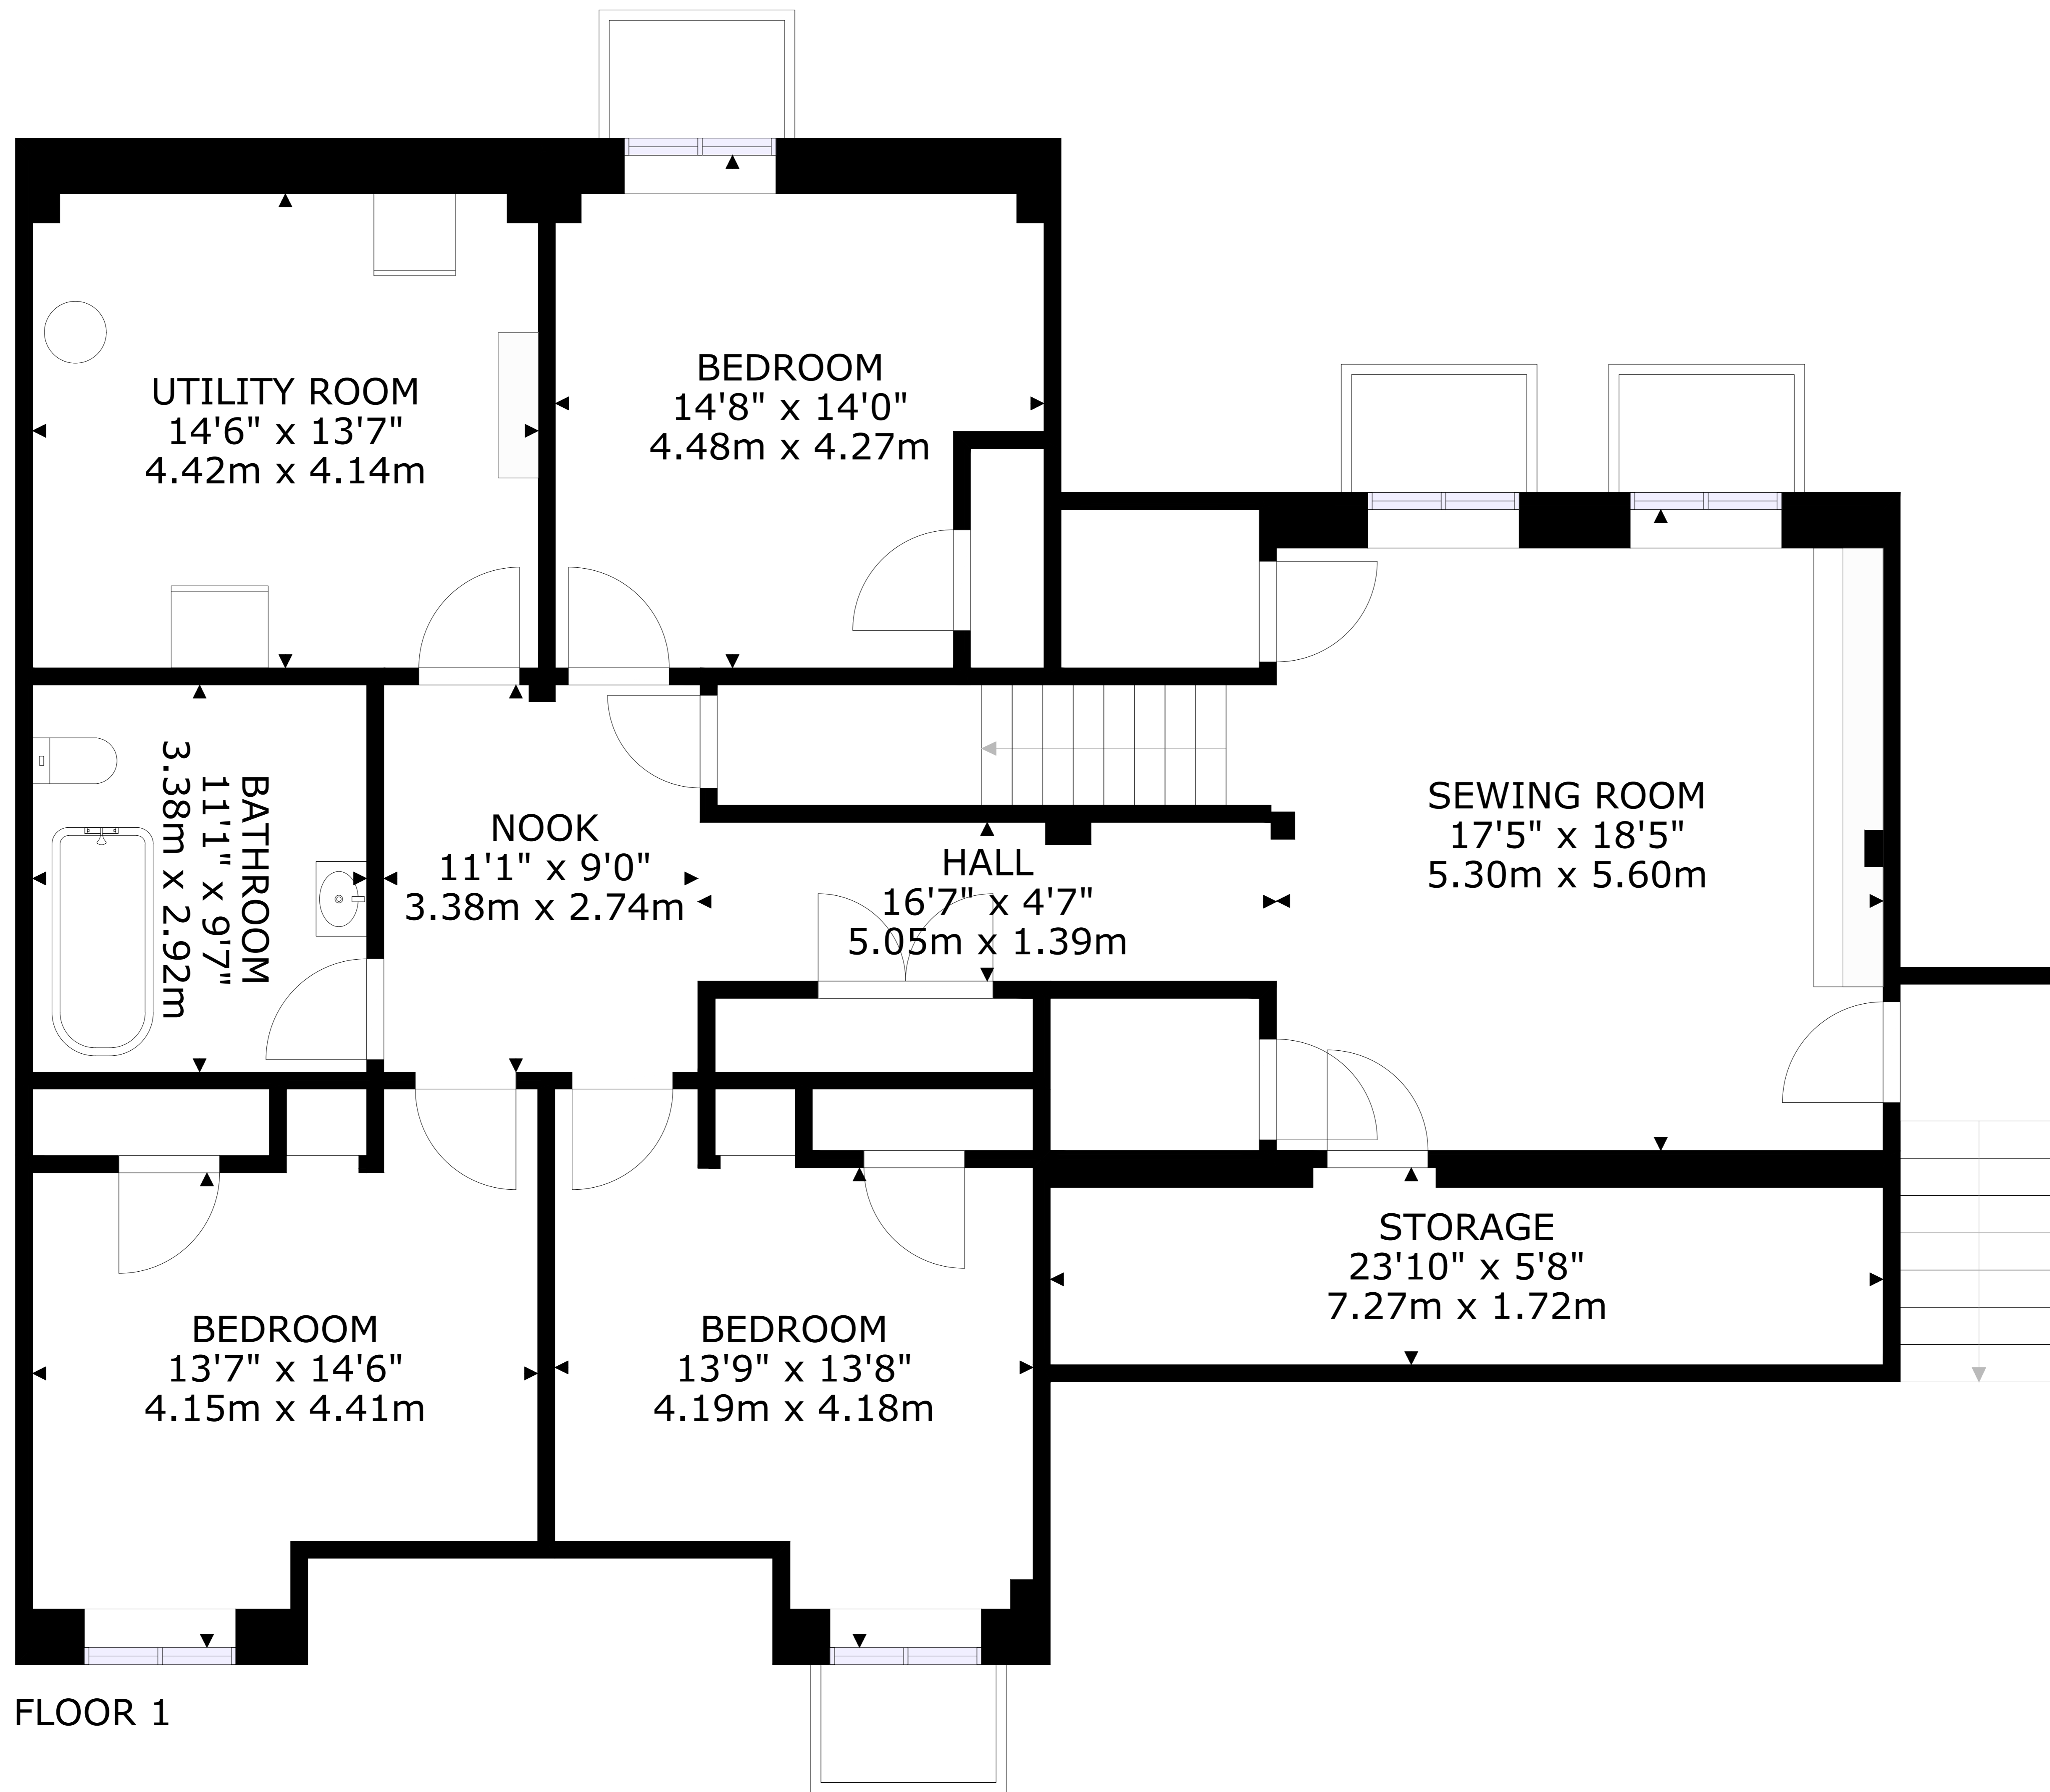 UTILITY ROOM
14'6" x 13'7"
4.42m x 4.14m
BEDROOM
14'8" x 14'0"
4.48m x 4.27m
BATHROOM
11'1" x 9'7"
3.38m x 2.92m
NOOK
11'1" x 9'0"
3.38m x 2.74m
HALL
16'7" x 4'7"
5.05m x 1.39m
SEWING ROOM
17'5" x 18'5"
5.30m x 5.60m
STORAGE
23'10" x 5'8"
7.27m x 1.72m
BEDROOM
13'7" x 14'6"
4.15m x 4.41m
BEDROOM
13'9" x 13'8"
4.19m x 4.18m
FLOOR 1